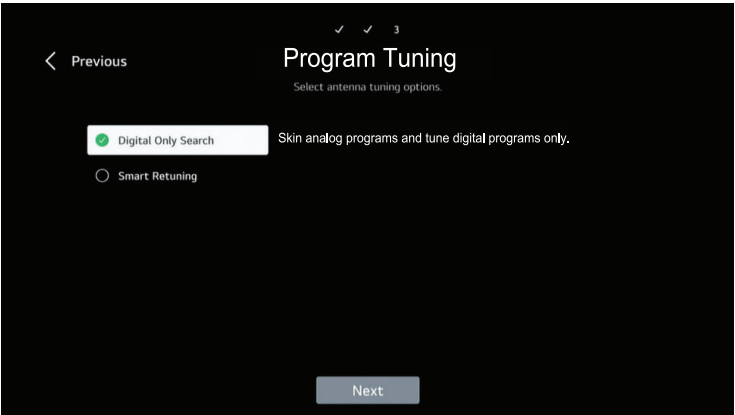 ✓ ✓ 3
Previous
Program Tuning
Select antenna tuning options.
Digital Only Search
Skin analog programs and tune digital programs only.
Smart Retuning
Next